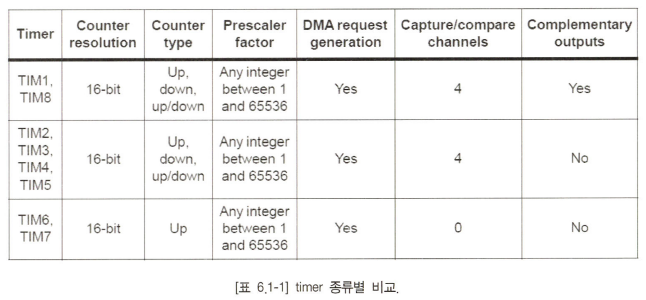 Timer
Counter
resolution
Counter
type
Prescaler
factor
DMA request
generation
Capture/compare
channels
Complementary
outputs
TIM1,
TIM8
16-bit
Up,
down,
up/down
Any integer
between 1
and 65536
Yes
4
Yes
TIM2,
TIM3,
TIM4,
TIM5
16-bit
Up,
down,
up/down
Any integer
between 1
and 65536
Yes
4
No
TIM6,
TIM7
16-bit
Up
Any integer
between 1
and 65536
Yes
0
No
[표 6.1-1] timer 종류별 비교.